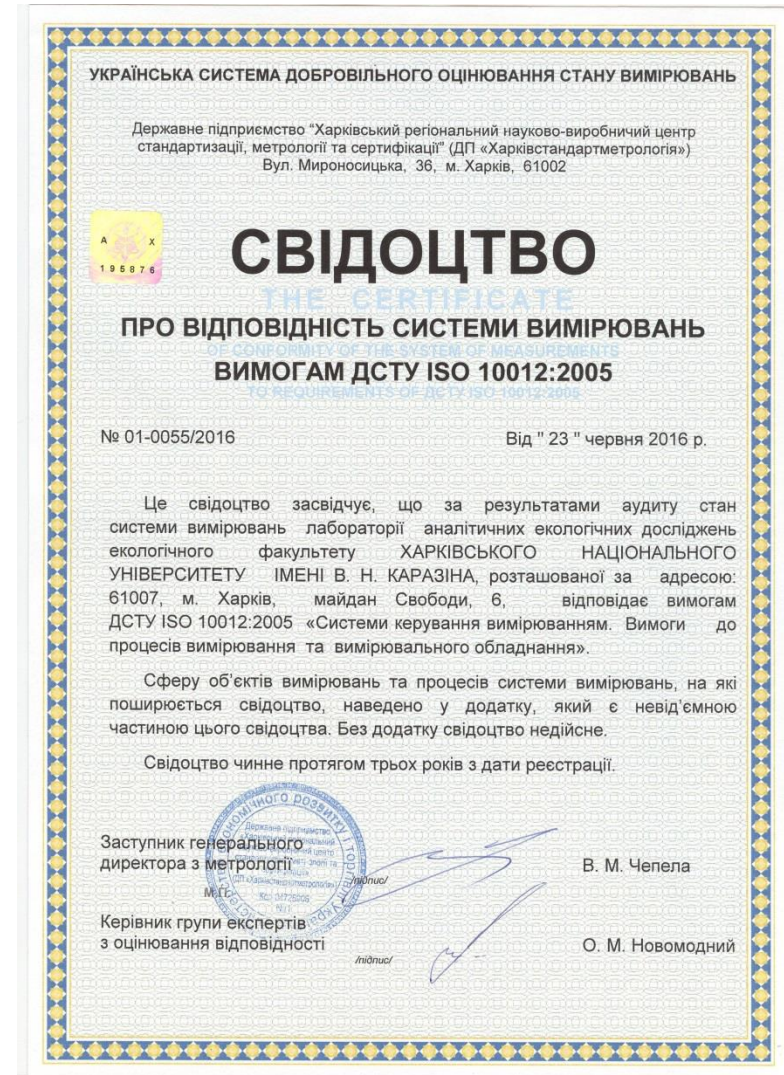 УКРАЇНСЬКА СИСТЕМА ДОБРОВІЛЬНОГО ОЦІНЮВАННЯ СТАНУ ВИМІРЮВАНЬ
Державне підприємство "Харківський регіональний науково-виробничий центр
стандартизації, метрології та сертифікації" (ДП «Харківстандартметрологія»)
Вул. Мироносицька, 36, м. Харків, 61002
А Х
195876
СВІДОЦТВО
THE CERTIFICATE
ПРО ВІДПОВІДНІСТЬ СИСТЕМИ ВИМІРЮВАНЬ
OF CONFORMITY OF THE SYSTEM OF MEASUREMENTS
ВИМОГАМ ДСТУ ISO 10012:2005
TO REQUIREMENTS OF ДСТУ ISO 10012:2005
№ 01-0055/2016 Від " 23 " червня 2016 р.
Це свідоцтво засвідчує, що за результатами аудиту стан
системи вимірювань лабораторії аналітичних екологічних досліджень
екологічного факультету ХАРКІВСЬКОГО НАЦІОНАЛЬНОГО
УНІВЕРСИТЕТУ ІМЕНІ В. Н. КАРАЗІНА, розташованої за адресою:
61007, м. Харків, майдан Свободи, 6, відповідає вимогам
ДСТУ ISO 10012:2005 «Системи керування вимірюванням. Вимоги до
процесів вимірювання та вимірювального обладнання».
Сферу об'єктів вимірювань та процесів системи вимірювань, на які
поширюється свідоцтво, наведено у додатку, який є невід'ємною
частиною цього свідоцтва. Без додатку свідоцтво недійсне.
Свідоцтво чинне протягом трьох років з дати реєстрації.
Заступник генерального
директора з метрології /підпис/ В. М. Чепела
М.П.
Керівник групи експертів
з оцінювання відповідності /підпис/ О. М. Новомодний